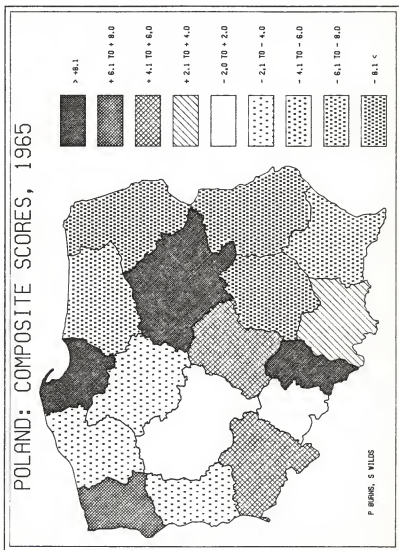 POLAND: COMPOSITE SCORES, 1965
> +8.1
+ 6.1 TO + 8.0
+ 4.1 TO + 6.0
+ 2.1 TO + 4.0
- 2.0 TO + 2.0
- 2.1 TO - 4.0
- 4.1 TO - 6.0
- 6.1 TO - 8.0
- 8.1 <
P BURNS, S WILDS